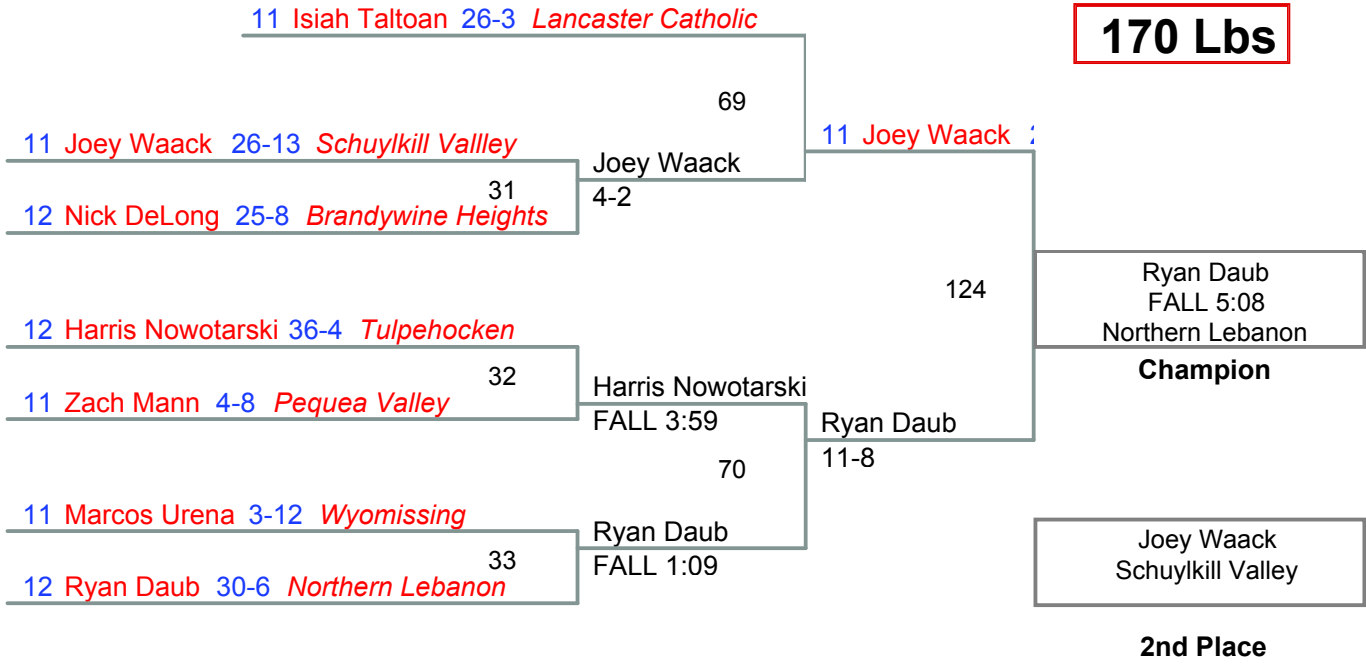 11 Isiah Taltoan 26-3 Lancaster Catholic
170 Lbs
69
11 Joey Waack 26-13 Schuylkill Vallley
11 Joey Waack
Joey Waack
31
4-2
12 Nick DeLong 25-8 Brandywine Heights
Ryan Daub
124
FALL 5:08
12 Harris Nowotarski 36-4 Tulpehocken
Northern Lebanon
Champion
32
Harris Nowotarski
11 Zach Mann 4-8 Pequea Valley
FALL 3:59
Ryan Daub
70
11-8
11 Marcos Urena 3-12 Wyomissing
Ryan Daub
33
FALL 1:09
12 Ryan Daub 30-6 Northern Lebanon
Joey Waack
Schuylkill Valley
2nd Place